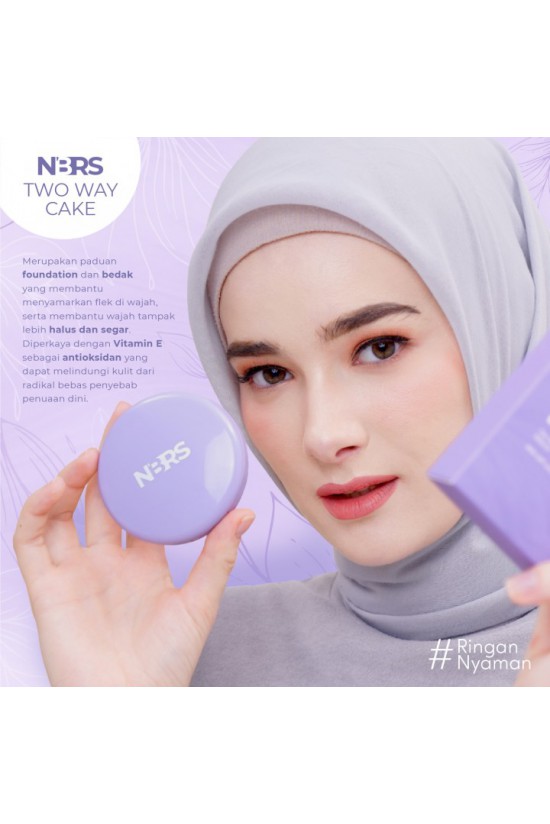 NBRS
TWO WAY
CAKE
Merupakan paduan
foundation dan bedak
yang membantu
menyamarkan flek di wajah,
serta membantu wajah tampak
lebih halus dan segar.
Diperkaya dengan Vitamin E
sebagai antioksidan yang
dapat melindungi kulit dari
radikal bebas penyebab
penuaan dini.
NBRS
#Ringan
Nyaman